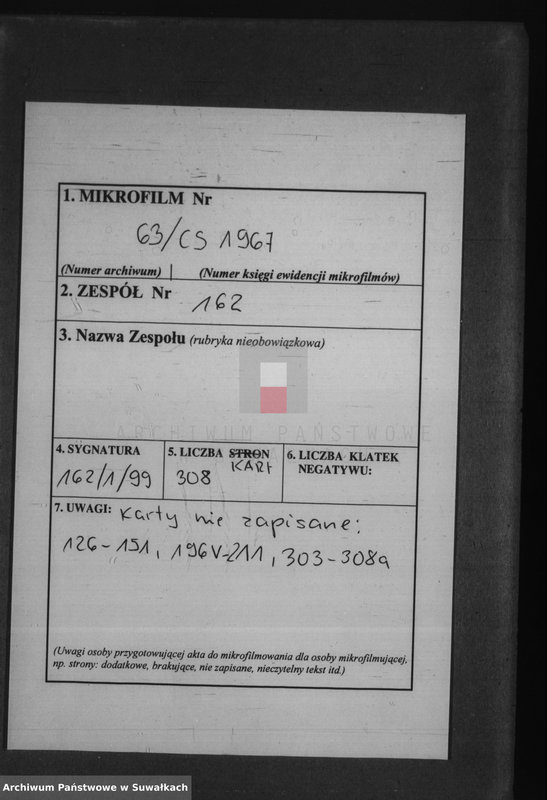 1. MIKROFILM Nr
63/CS 1967
(Numer archiwum) (Numer księgi ewidencji mikrofilmów)
2. ZESPÓŁ Nr 162
3. Nazwa Zespołu (rubryka nieobowiązkowa)
ARCHIWUM PAŃSTWOWE
4. SYGNATURA
162/1/99
5. LICZBA STRON
KART
308
6. LICZBA KLATEK
NEGATYWU:
7. UWAGI: Karty nie zapisane:
126-151, 196v-211, 303-308a
(Uwagi osoby przygotowującej akta do mikrofilmowania dla osoby mikrofilmującej,
np. strony: dodatkowe, brakujące, nie zapisane, nieczytelny tekst itd.)
Archiwum Państwowe w Suwałkach